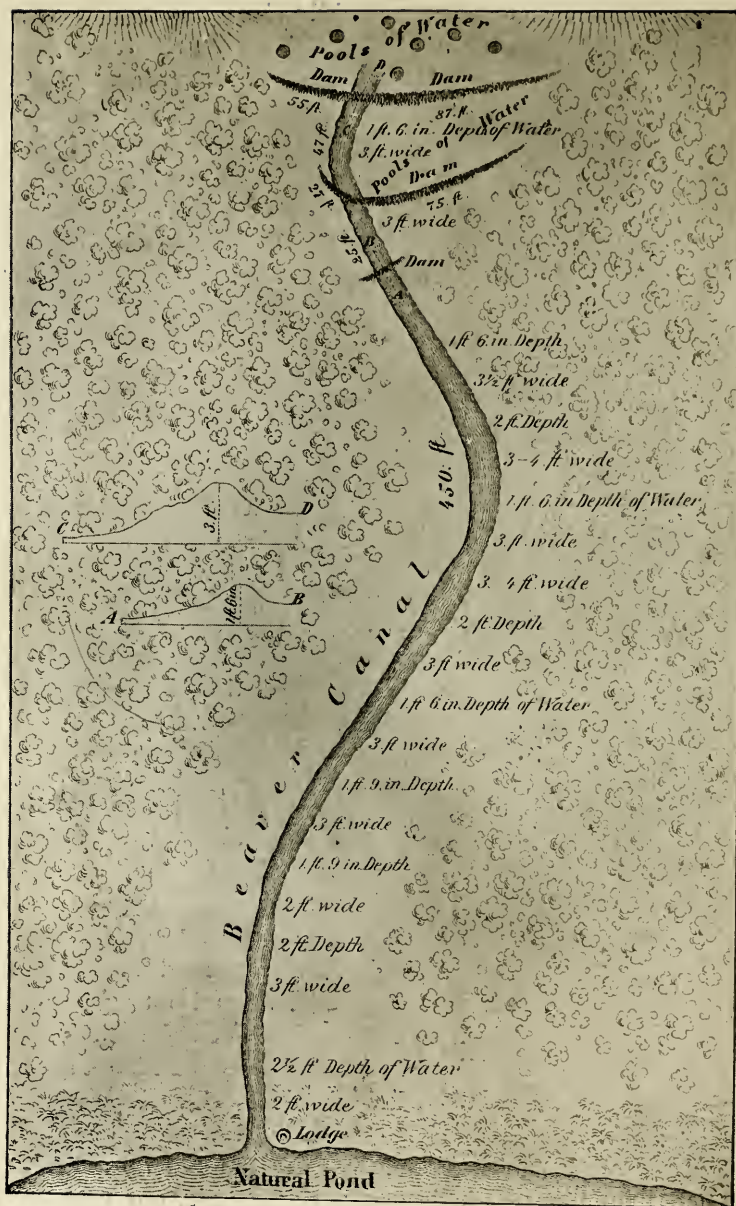 Pools of Water
D
Dam Dam
55 ft. 87. ft.
47 ft. C 1 ft. 6. in. Depth of Water
3 ft. wide
Pools of Water
Dam
27 ft. 75. ft.
3 ft. wide
25 ft. B
Dam
A
1 ft 6. in. Depth
3½ ft wide
2 ft. Depth
3-4 ft wide
450. ft.
1. ft. 6. in Depth of Water
3 ft. wide
3. 4 ft. wide
2 ft Depth
3 ft wide
1 ft 6. in. Depth of Water
3 ft wide
1 ft. 9. in. Depth
3 ft. wide
1. ft. 9 in. Depth
2 ft. wide
2 ft. Depth
3 ft. wide
2½ ft Depth of Water
2 ft wide
Beaver Canal
C 3 ft. D
A 1 ft. 6 in. B
Lodge
Natural Pond